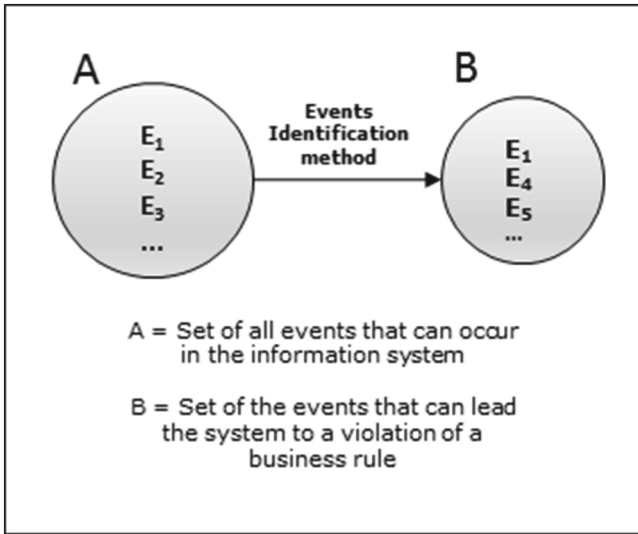 A
B
Events
Identification
method
E₁
E₂
E₃
...
E₁
E₄
E₅
...
A = Set of all events that can occur
in the information system
B = Set of the events that can lead
the system to a violation of a
business rule